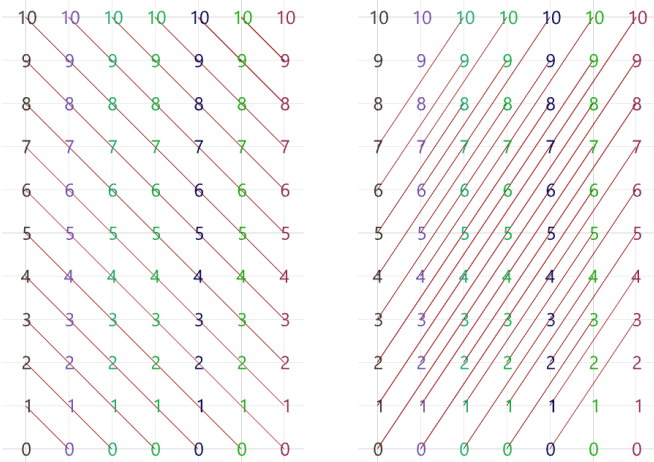 10 10 10 10 10 10 10 10 10 10 10 10 10 10
9 9 9 9 9 9 9 9 9 9 9 9 9 9
8 8 8 8 8 8 8 8 8 8 8 8 8 8
7 7 7 7 7 7 7 7 7 7 7 7 7 7
6 6 6 6 6 6 6 6 6 6 6 6 6 6
5 5 5 5 5 5 5 5 5 5 5 5 5 5
4 4 4 4 4 4 4 4 4 4 4 4 4 4
3 3 3 3 3 3 3 3 3 3 3 3 3 3
2 2 2 2 2 2 2 2 2 2 2 2 2 2
1 1 1 1 1 1 1 1 1 1 1 1 1 1
0 0 0 0 0 0 0 0 0 0 0 0 0 0